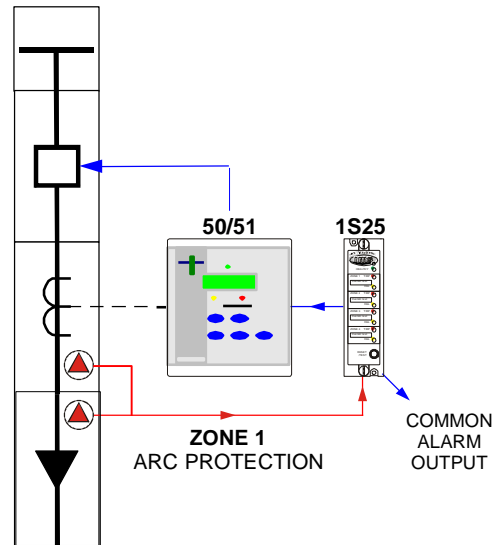 50/51
1S25
ZONE 1
ARC PROTECTION
COMMON
ALARM
OUTPUT